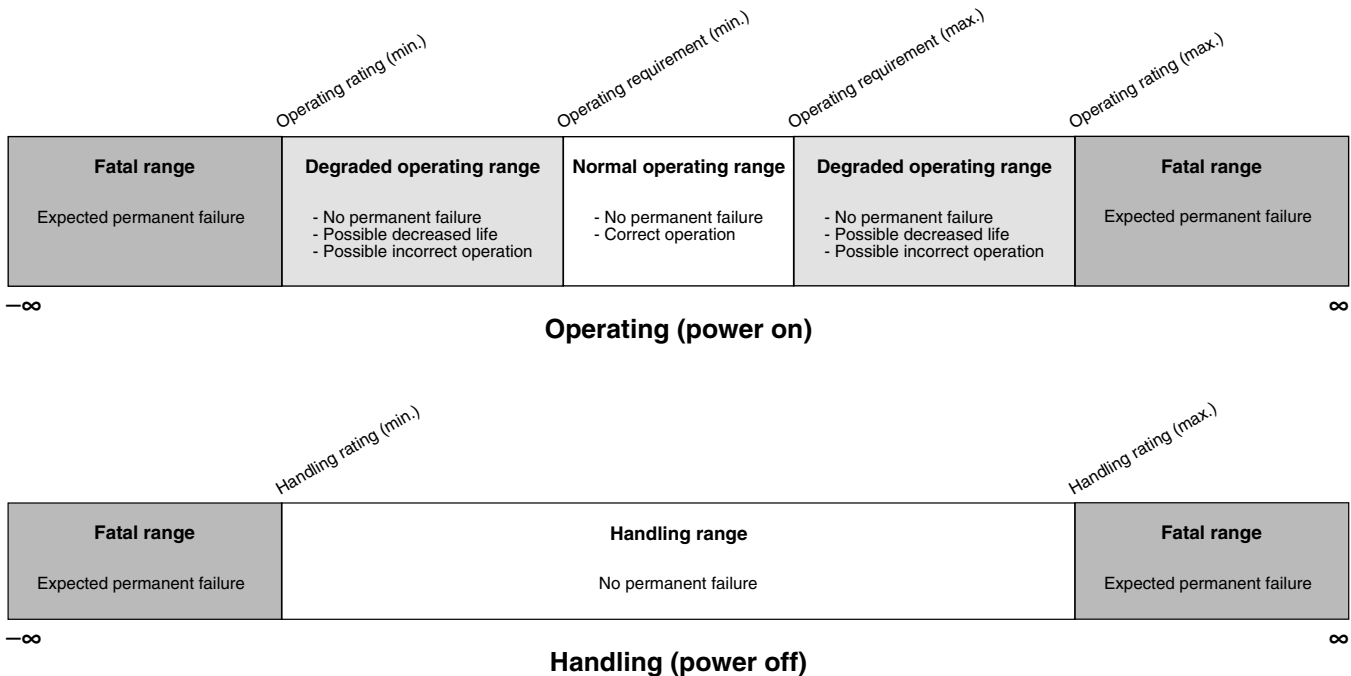 Operating rating (min.)
Operating requirement (min.)
Operating requirement (max.)
Operating rating (max.)
Fatal range
Expected permanent failure
Degraded operating range
- No permanent failure
- Possible decreased life
- Possible incorrect operation
Normal operating range
- No permanent failure
- Correct operation
Degraded operating range
- No permanent failure
- Possible decreased life
- Possible incorrect operation
Fatal range
Expected permanent failure
–∞
∞
Operating (power on)
Handling rating (min.)
Handling rating (max.)
Fatal range
Expected permanent failure
Handling range
No permanent failure
Fatal range
Expected permanent failure
–∞
∞
Handling (power off)